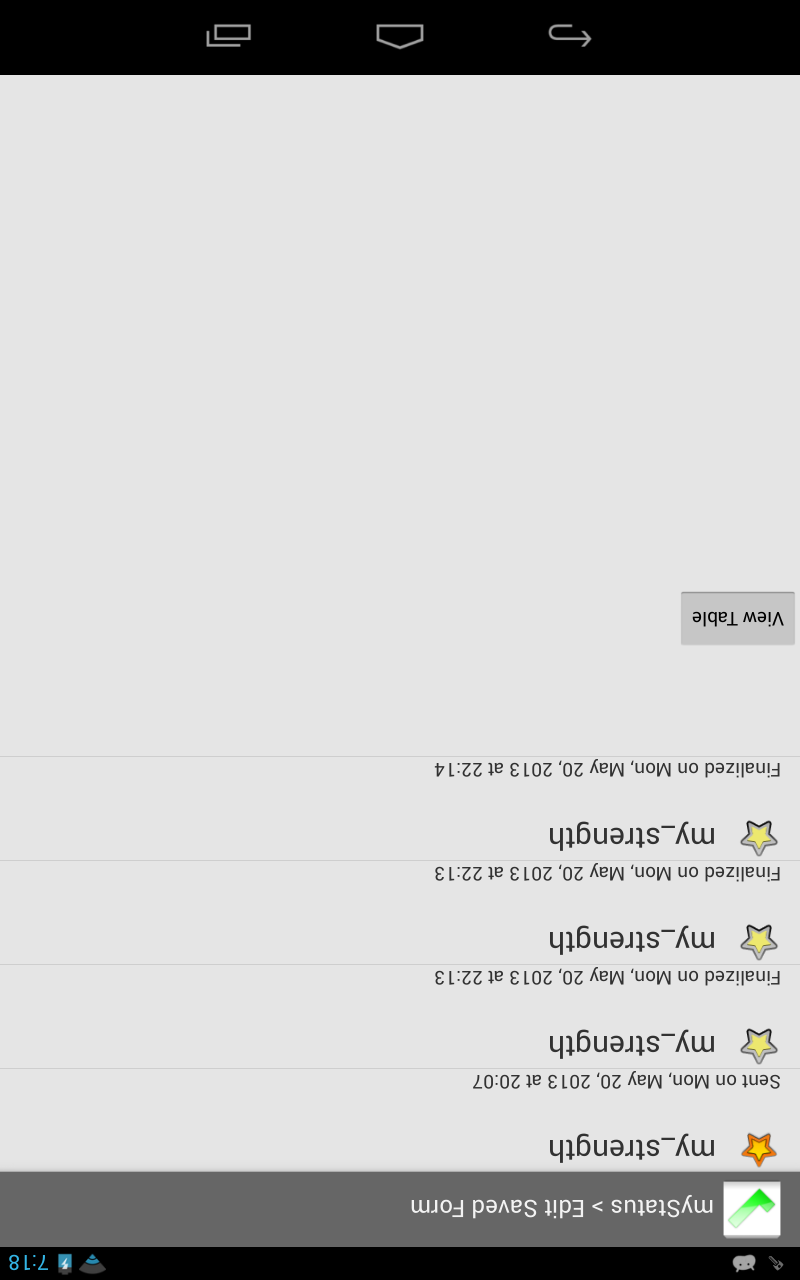 7:18
myStatus > Edit Saved Form
my_strength
Sent on Mon, May 20, 2013 at 20:07
my_strength
Finalized on Mon, May 20, 2013 at 22:13
my_strength
Finalized on Mon, May 20, 2013 at 22:13
my_strength
Finalized on Mon, May 20, 2013 at 22:14
View Table